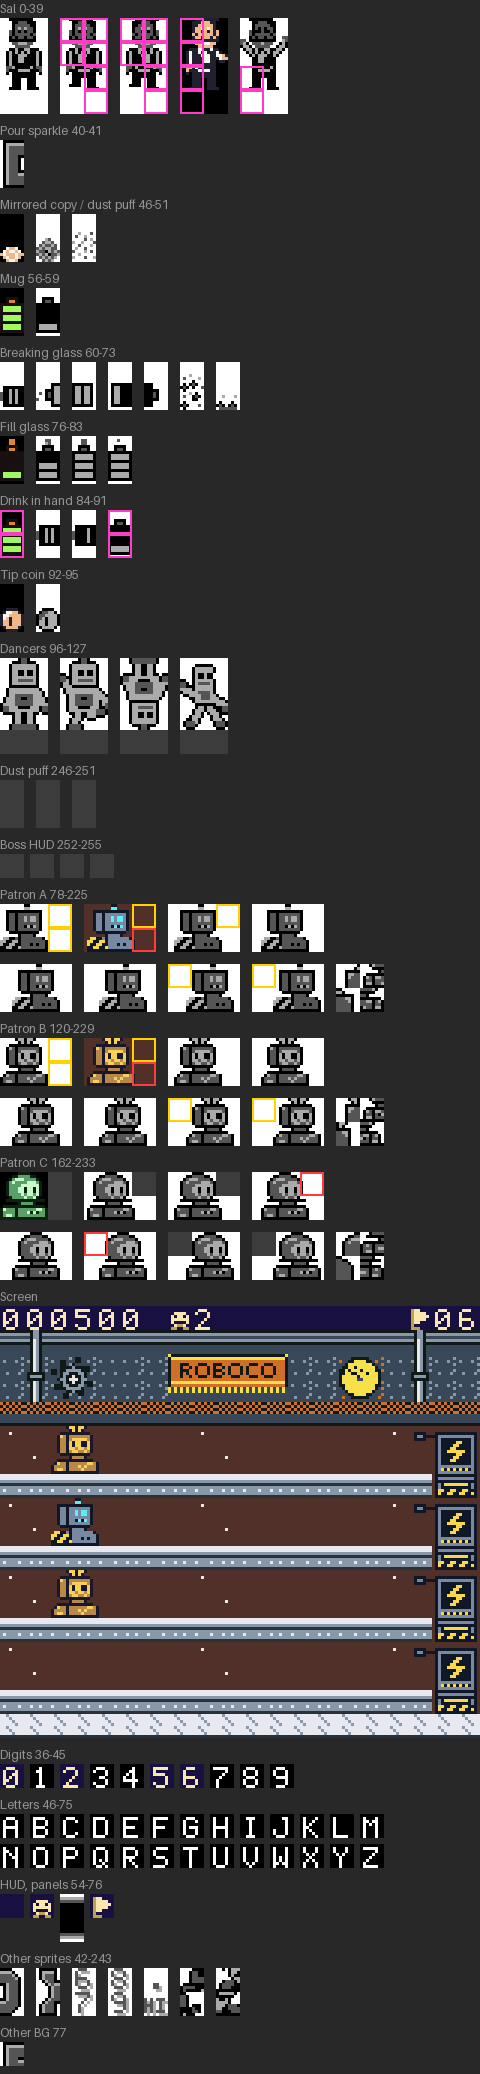 Sal 0-39
Pour sparkle 40-41
Mirrored copy / dust puff 46-51
Mug 56-59
Breaking glass 60-73
Fill glass 76-83
Drink in hand 84-91
Tip coin 92-95
Dancers 96-127
Dust puff 246-251
Boss HUD 252-255
Patron A 78-225
Patron B 120-229
Patron C 162-233
Screen
000500 2 06
ROBOCO
Digits 36-45
0 1 2 3 4 5 6 7 8 9
Letters 46-75
A B C D E F G H I J K L M
N O P Q R S T U V W X Y Z
HUD, panels 54-76
Other sprites 42-243
HI
Other BG 77